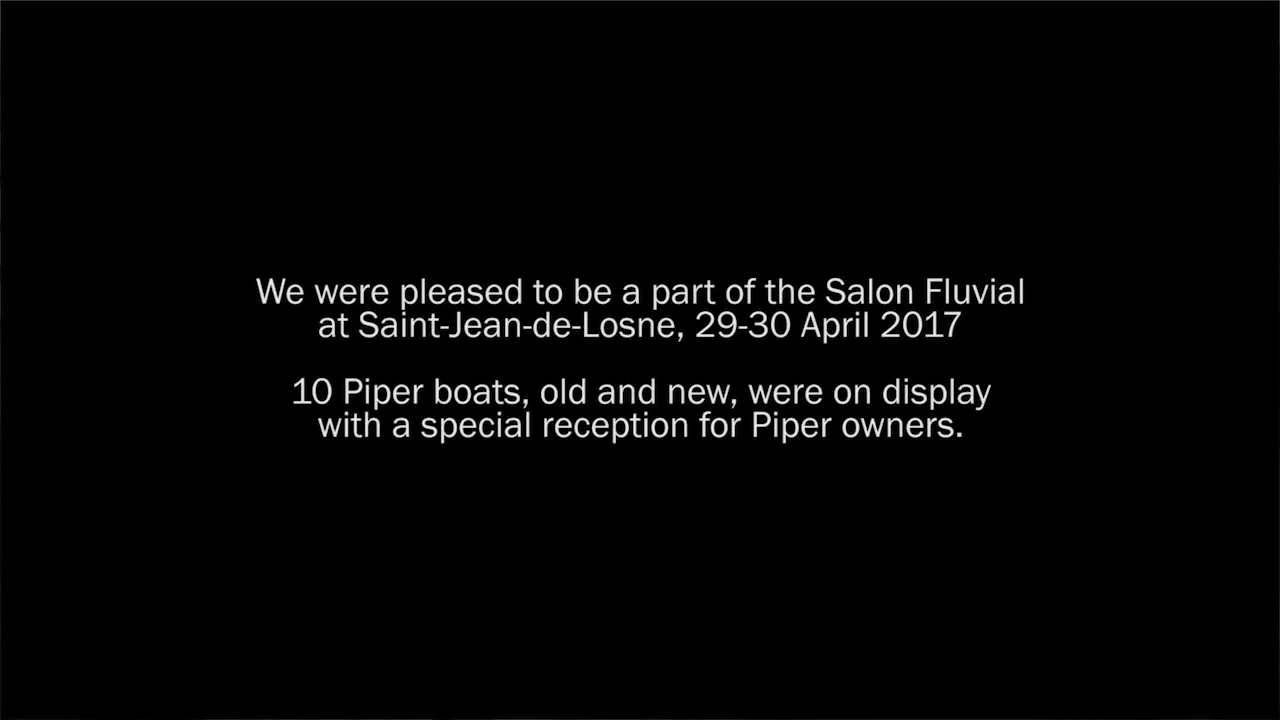 We were pleased to be a part of the Salon Fluvial
at Saint-Jean-de-Losne, 29-30 April 2017
10 Piper boats, old and new, were on display
with a special reception for Piper owners.